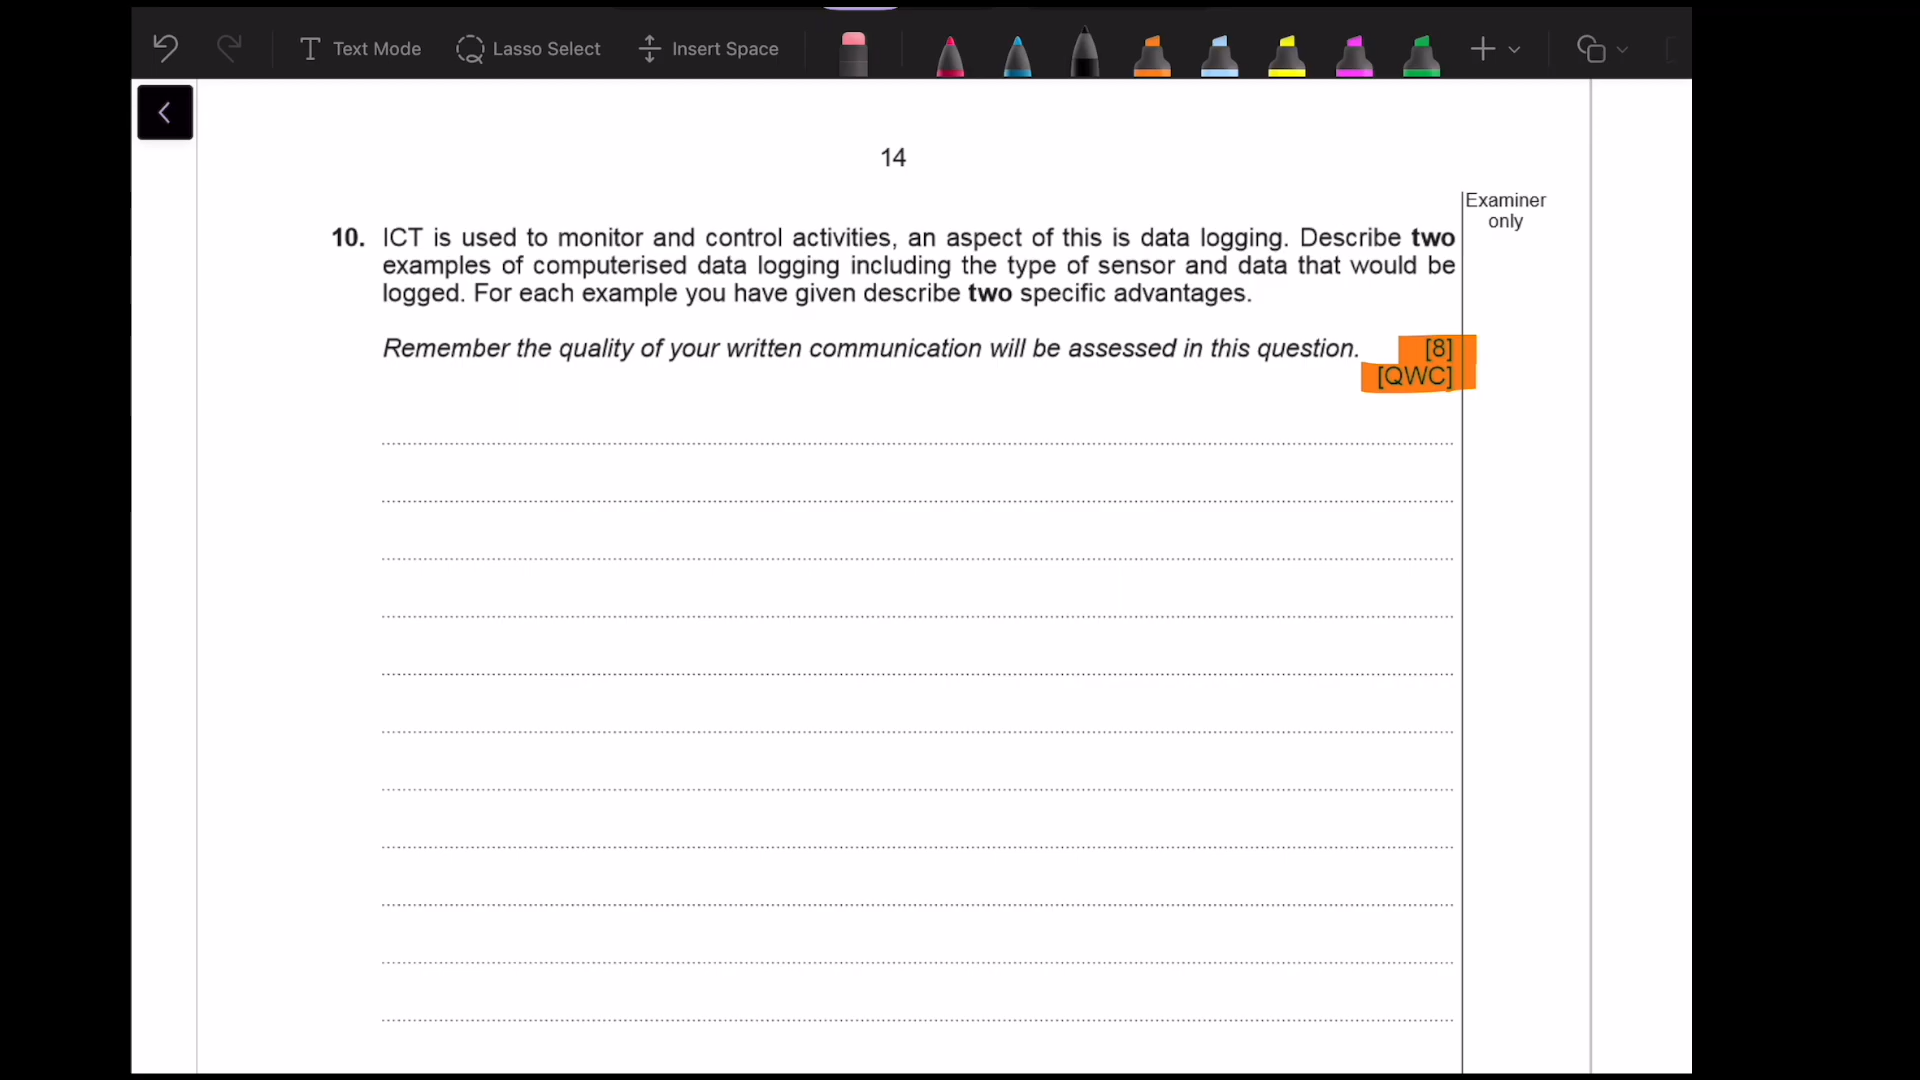 Text Mode Lasso Select Insert Space
14
Examiner
only
10. ICT is used to monitor and control activities, an aspect of this is data logging. Describe two
examples of computerised data logging including the type of sensor and data that would be
logged. For each example you have given describe two specific advantages.
Remember the quality of your written communication will be assessed in this question. [8]
[QWC]